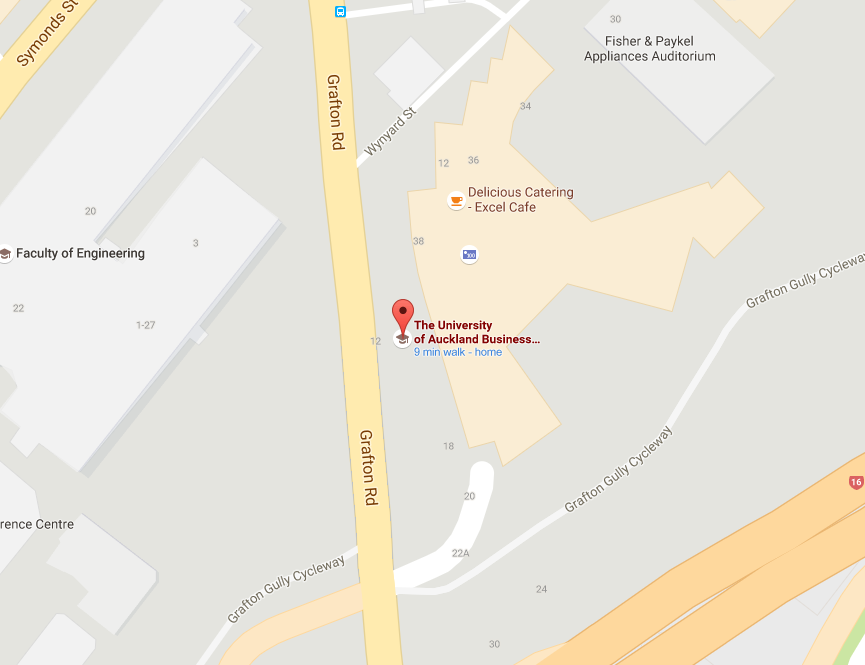 Symonds St
30
Fisher & Paykel
Appliances Auditorium
Grafton Rd
34
Wynyard St
12
36
Delicious Catering
- Excel Cafe
20
3
38
Faculty of Engineering
Grafton Gully Cycleway
22
1-27
12
The University
of Auckland Business...
9 min walk - home
Grafton Rd
18
Grafton Gully Cycleway
16
20
rence Centre
22A
Grafton Gully Cycleway
24
30